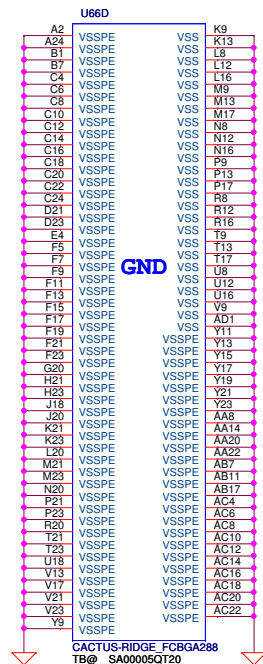 U66D
A2 VSSPE VSS K9
A24 VSSPE VSS K13
B1 VSSPE VSS L8
B7 VSSPE VSS L12
C4 VSSPE VSS L16
C6 VSSPE VSS M9
C8 VSSPE VSS M13
C10 VSSPE VSS M17
C12 VSSPE VSS N8
C14 VSSPE VSS N12
C16 VSSPE VSS N16
C18 VSSPE VSS P9
C20 VSSPE VSS P13
C22 VSSPE VSS P17
C24 VSSPE VSS R8
D21 VSSPE VSS R12
D23 VSSPE VSS R16
E4 VSSPE VSS T9
F5 VSSPE VSS T13
F7 VSSPE GND VSS T17
F9 VSSPE VSS U8
F11 VSSPE VSS U12
F13 VSSPE VSS U16
F15 VSSPE VSS V9
F17 VSSPE VSS AD1
F19 VSSPE VSSPE Y11
F21 VSSPE VSSPE Y13
F23 VSSPE VSSPE Y15
G20 VSSPE VSSPE Y17
H21 VSSPE VSSPE Y19
H23 VSSPE VSSPE Y21
J18 VSSPE VSSPE Y23
J20 VSSPE VSSPE AA8
K21 VSSPE VSSPE AA14
K23 VSSPE VSSPE AA20
L20 VSSPE VSSPE AA22
M21 VSSPE VSSPE AB7
M23 VSSPE VSSPE AB11
N20 VSSPE VSSPE AB17
P21 VSSPE VSSPE AC4
P23 VSSPE VSSPE AC6
R20 VSSPE VSSPE AC8
T21 VSSPE VSSPE AC10
T23 VSSPE VSSPE AC12
U18 VSSPE VSSPE AC14
V13 VSSPE VSSPE AC16
V17 VSSPE VSSPE AC18
V21 VSSPE VSSPE AC20
V23 VSSPE VSSPE AC22
Y9 VSSPE
CACTUS-RIDGE_FCBGA288
TB@ SA00005QT20